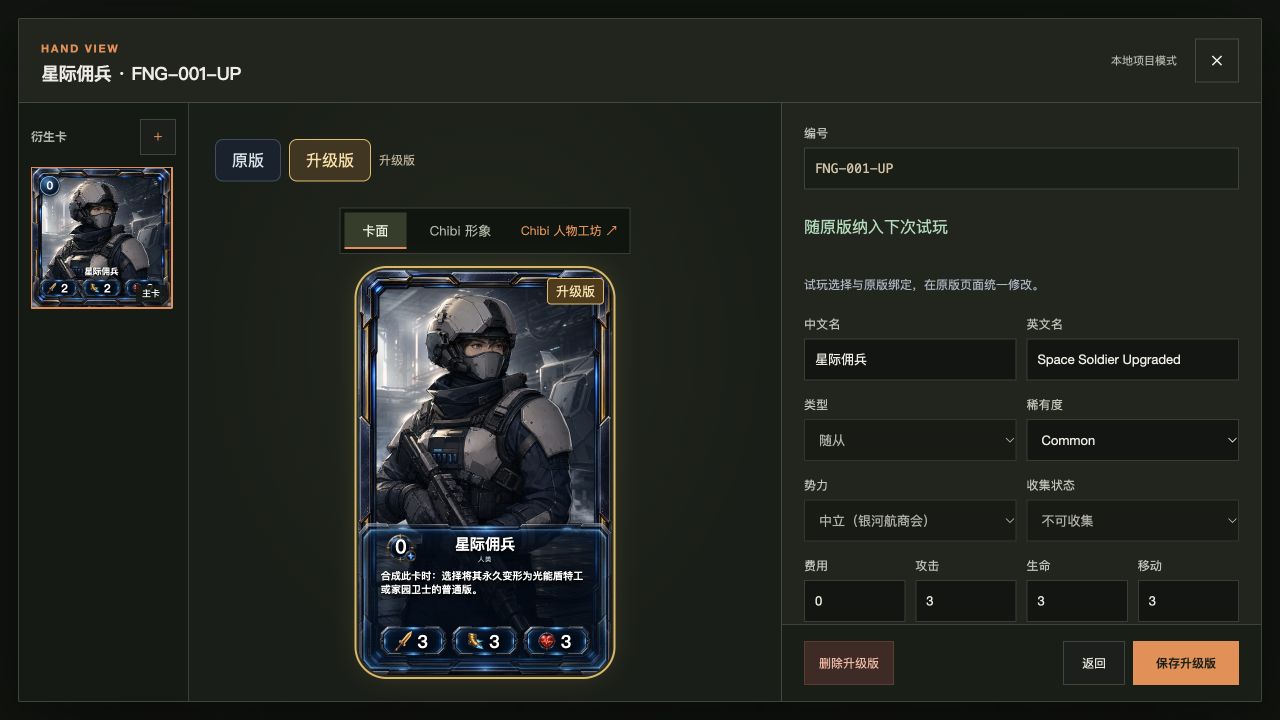 HAND VIEW
星际佣兵 · FNG-001-UP
本地项目模式
×
衍生卡
+
0
星际佣兵
2
2
主卡
原版
升级版
升级版
卡面
Chibi 形象
Chibi 人物工坊 ↗
升级版
0
星际佣兵
人类
合成此卡时：选择将其永久变形为光能盾特工
或家园卫士的普通版。
3
3
3
编号
FNG-001-UP
随原版纳入下次试玩
试玩选择与原版绑定，在原版页面统一修改。
中文名
英文名
星际佣兵
Space Soldier Upgraded
类型
稀有度
随从
Common
势力
收集状态
中立（银河航商会）
不可收集
费用
攻击
生命
移动
0
3
3
3
删除升级版
返回
保存升级版